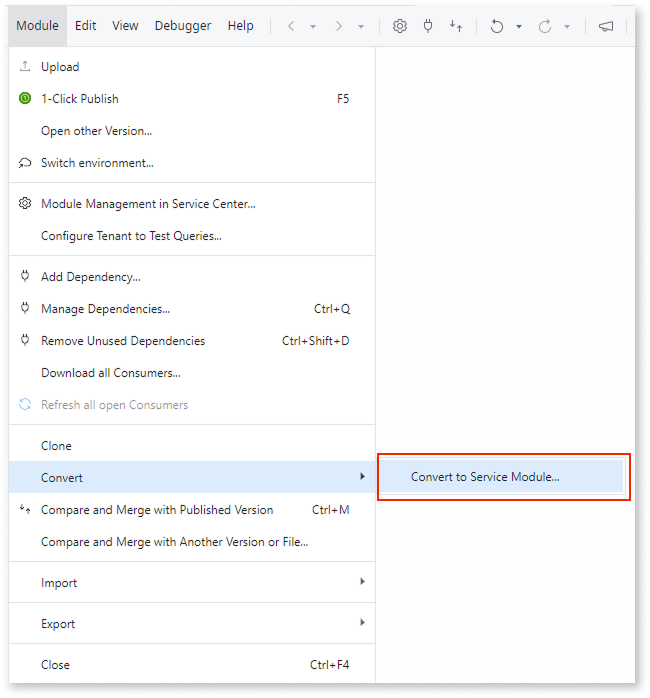 Module Edit View Debugger Help
Upload
1-Click Publish F5
Open other Version...
Switch environment...
Module Management in Service Center...
Configure Tenant to Test Queries...
Add Dependency...
Manage Dependencies... Ctrl+Q
Remove Unused Dependencies Ctrl+Shift+D
Download all Consumers...
Refresh all open Consumers
Clone
Convert Convert to Service Module...
Compare and Merge with Published Version Ctrl+M
Compare and Merge with Another Version or File...
Import
Export
Close Ctrl+F4